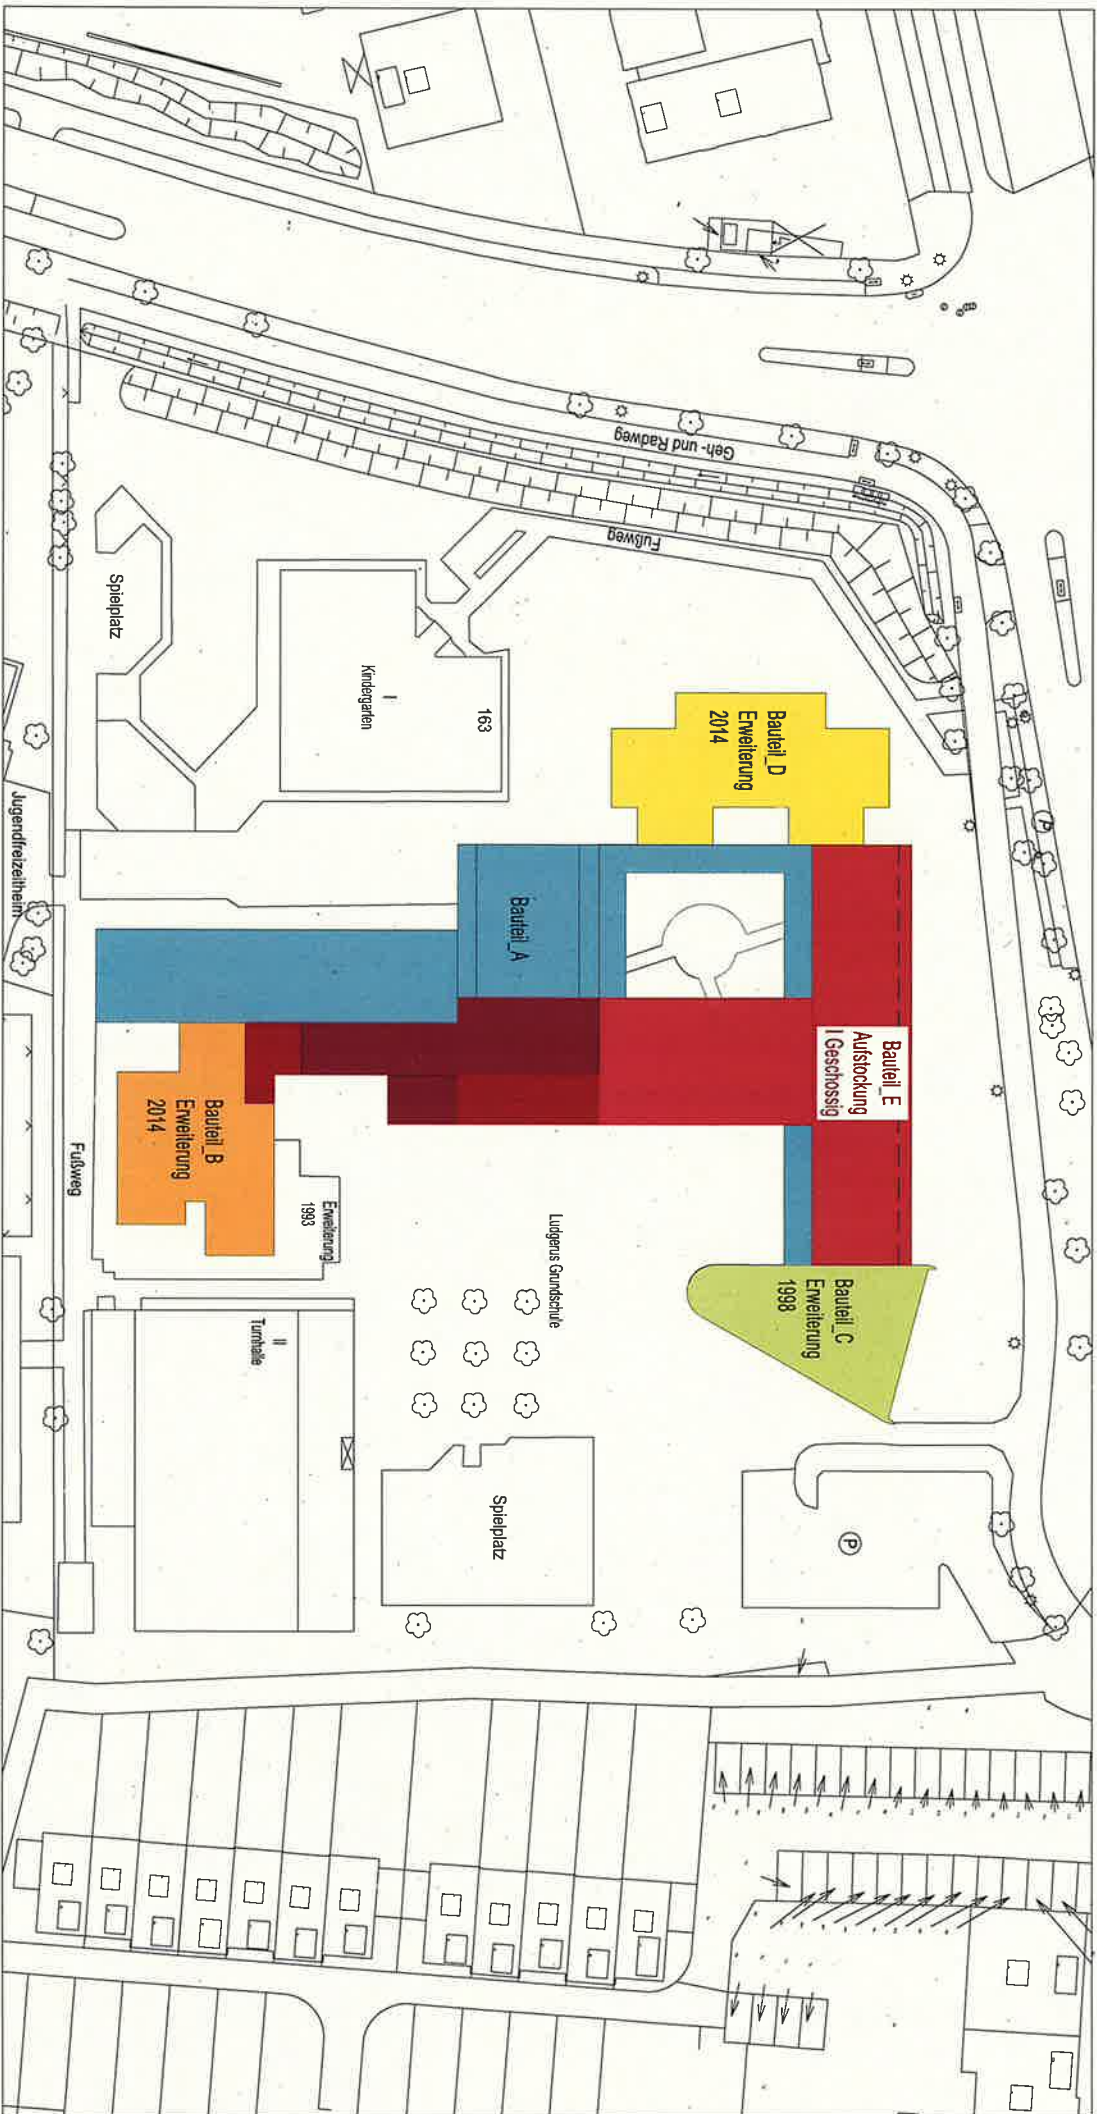 Geh- und Radweg
Fußweg
Spielplatz
I
Kindergarten
163
Jugendfreizeitheim
Bauteil_D
Erweiterung
2014
Bauteil_A
Bauteil_E
Aufstockung
I Geschossig
Bauteil_B
Erweiterung
2014
Fußweg
Erweiterung
1993
Ludgerus Grundschule
Bauteil_C
Erweiterung
1998
II
Turnhalle
Spielplatz
P
P